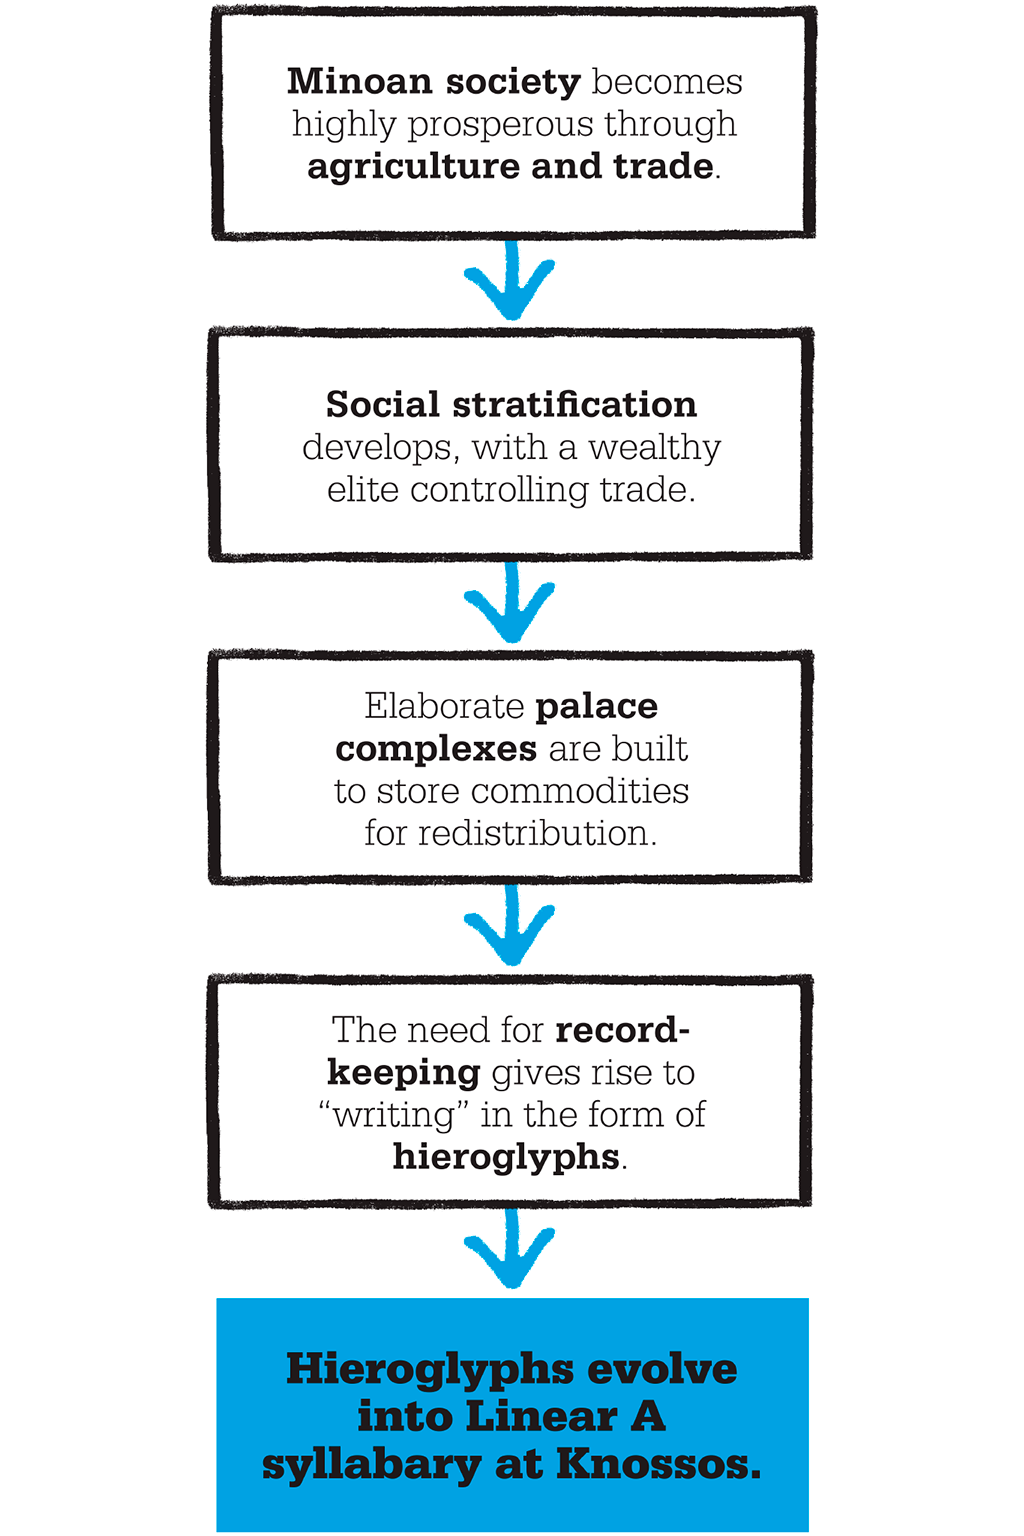 Minoan society becomes
highly prosperous through
agriculture and trade.
Social stratification
develops, with a wealthy
elite controlling trade.
Elaborate palace
complexes are built
to store commodities
for redistribution.
The need for record-
keeping gives rise to
“writing” in the form of
hieroglyphs.
Hieroglyphs evolve
into Linear A
syllabary at Knossos.